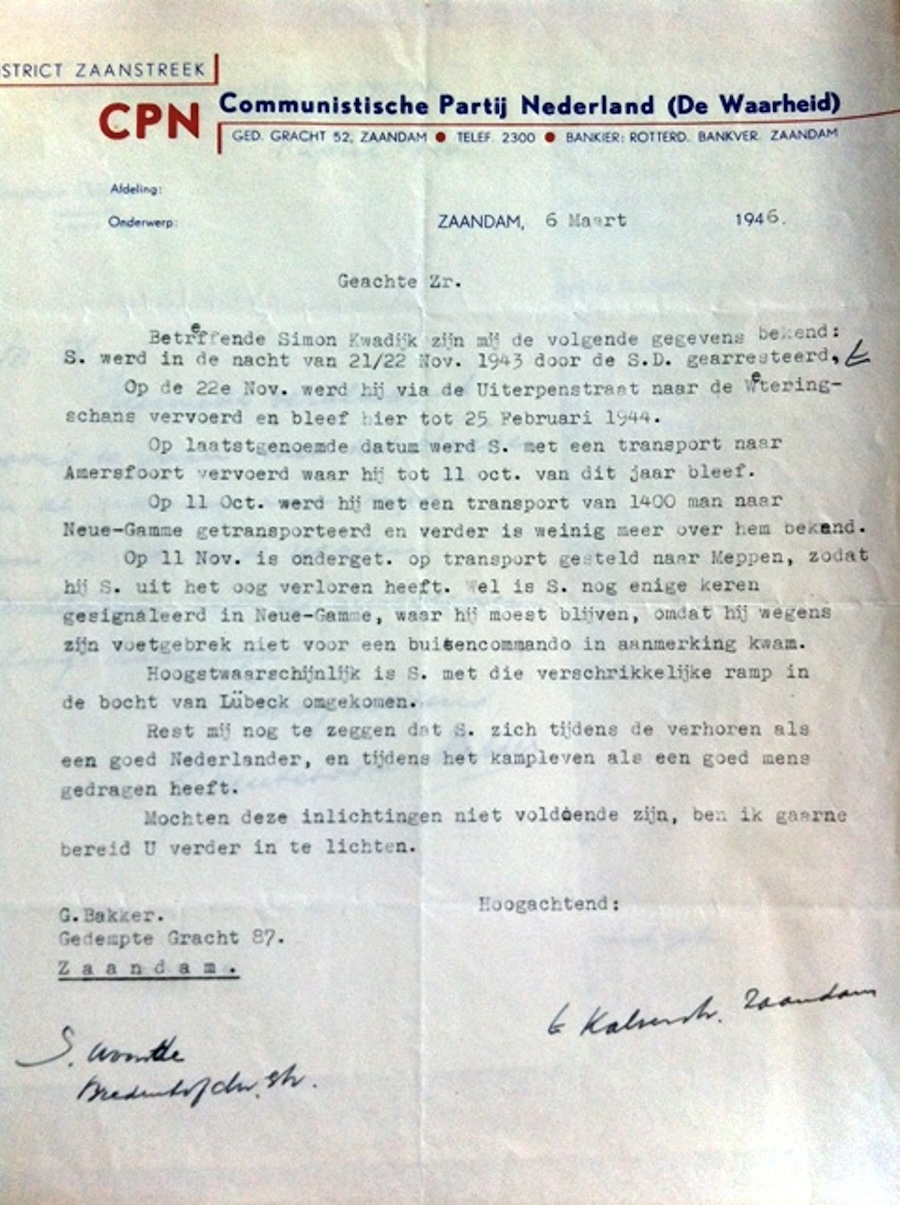 STRICT ZAANSTREEK
CPN Communistische Partij Nederland (De Waarheid)
GED. GRACHT 52, ZAANDAM ● TELEF. 2300 ● BANKIER: ROTTERD. BANKVER. ZAANDAM
Afdeling:
Onderwerp:
ZAANDAM, 6 Maart 1946.
Geachte Zr.
Betreffende Simon Kwadijk zijn mij de volgende gegevens bekend:
S. werd in de nacht van 21/22 Nov. 1943 door de S.D. gearresteerd,
Op de 22e Nov. werd hij via de Uiterpenstraat naar de Wetering-
schans vervoerd en bleef hier tot 25 Februari 1944.
Op laatstgenoemde datum werd S. met een transport naar
Amersfoort vervoerd waar hij tot 11 oct. van dit jaar bleef.
Op 11 Oct. werd hij met een transport van 1400 man naar
Neue-Gamme getransporteerd en verder is weinig meer over hem bekend.
Op 11 Nov. is onderget. op transport gesteld naar Meppen, zodat
hij S. uit het oog verloren heeft. Wel is S. nog enige keren
gesignaleerd in Neue-Gamme, waar hij moest blijven, omdat hij wegens
zijn voetgebrek niet voor een buitencommando in aanmerking kwam.
Hoogstwaarschijnlijk is S. met die verschrikkelijke ramp in
de bocht van Lübeck omgekomen.
Rest mij nog te zeggen dat S. zich tijdens de verhoren als
een goed Nederlander, en tijdens het kampleven als een goed mens
gedragen heeft.
Mochten deze inlichtingen niet voldoende zijn, ben ik gaarne
bereid U verder in te lichten.
Hoogachtend:
G.Bakker.
Gedempte Gracht 87.
Zaandam.
Kalverstr. Zaandam
S.